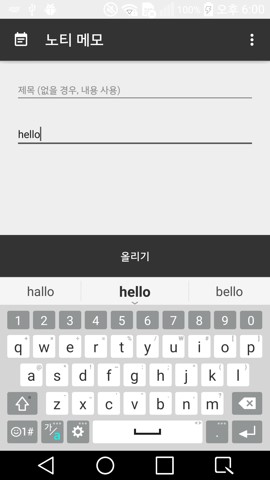 100% 오후 6:00
노티 메모
제목 (없을 경우, 내용 사용)
hello
올리기
hallo hello bello
1 2 3 4 5 6 7 8 9 0
q w e r t y u i o p
a s d f g h j k l
z x c v b n m
☺1# 가/a .